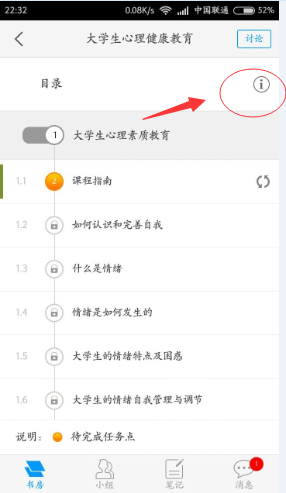 22:32 0.08K/s 中国联通 52%
大学生心理健康教育 讨论
目录
1 大学生心理素质教育
1.1 2 课程指南
1.2 如何认识和完善自我
1.3 什么是情绪
1.4 情绪是如何发生的
1.5 大学生的情绪特点及困惑
1.6 大学生的情绪自我管理与调节
说明： 待完成任务点
书房 小组 笔记 消息 1